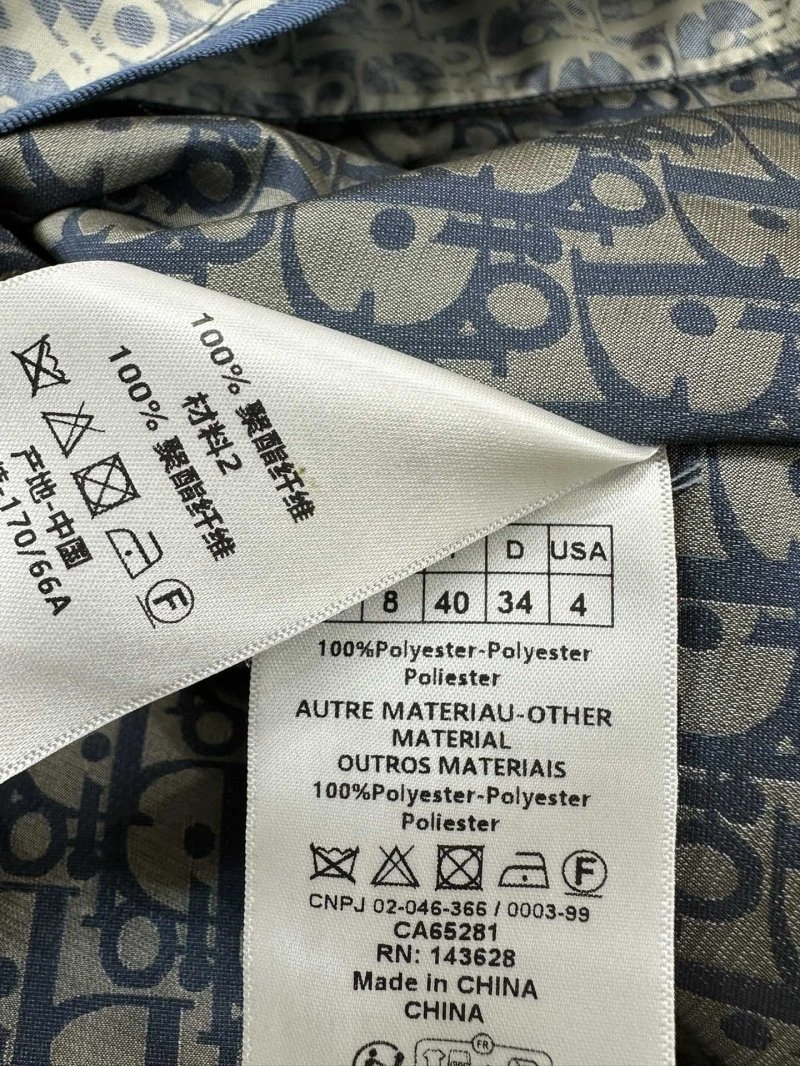 100% 聚酯纤维
材料2
100% 聚酯纤维
产地-中國
-170/66A
F
D USA
8 40 34 4
100%Polyester-Polyester
Poliester
AUTRE MATERIAU-OTHER
MATERIAL
OUTROS MATERIAIS
100%Polyester-Polyester
Poliester
F
CNPJ 02-046-366 / 0003-99
CA65281
RN: 143628
Made in CHINA
CHINA
FR